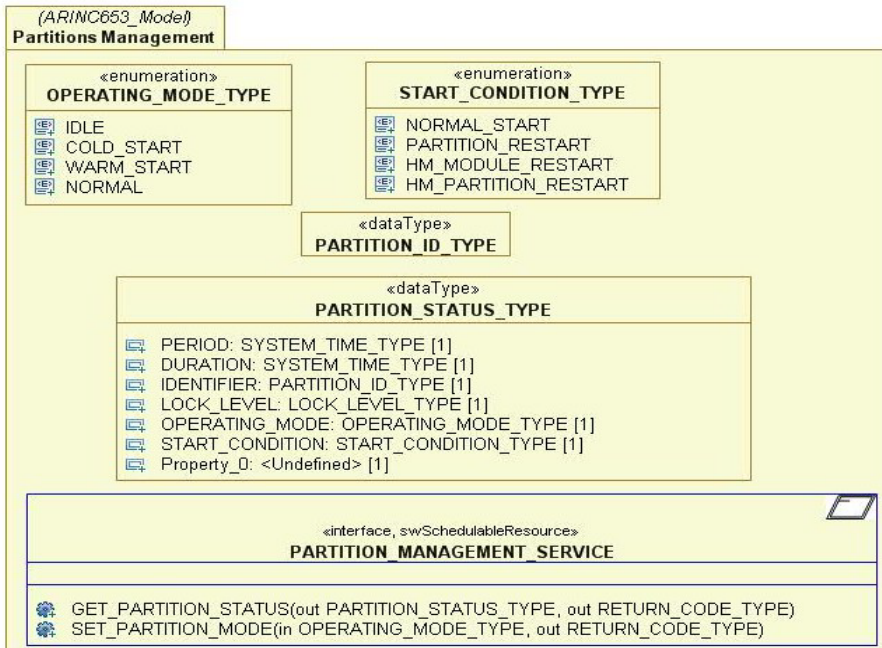 (ARINC653_Model)
Partitions Management
«enumeration»
OPERATING_MODE_TYPE
IDLE
COLD_START
WARM_START
NORMAL
«enumeration»
START_CONDITION_TYPE
NORMAL_START
PARTITION_RESTART
HM_MODULE_RESTART
HM_PARTITION_RESTART
«dataType»
PARTITION_ID_TYPE
«dataType»
PARTITION_STATUS_TYPE
PERIOD: SYSTEM_TIME_TYPE [1]
DURATION: SYSTEM_TIME_TYPE [1]
IDENTIFIER: PARTITION_ID_TYPE [1]
LOCK_LEVEL: LOCK_LEVEL_TYPE [1]
OPERATING_MODE: OPERATING_MODE_TYPE [1]
START_CONDITION: START_CONDITION_TYPE [1]
Property_0: <Undefined> [1]
«interface, swSchedulableResource»
PARTITION_MANAGEMENT_SERVICE
GET_PARTITION_STATUS(out PARTITION_STATUS_TYPE, out RETURN_CODE_TYPE)
SET_PARTITION_MODE(in OPERATING_MODE_TYPE, out RETURN_CODE_TYPE)